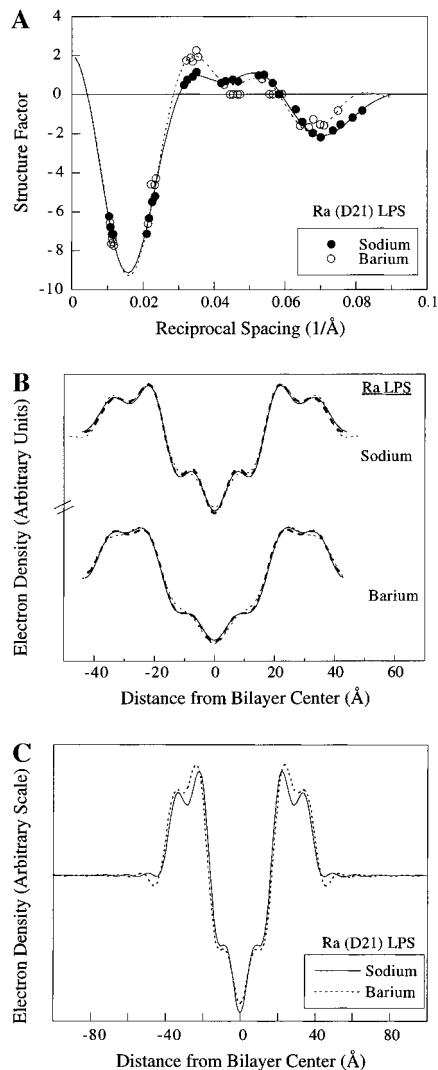 A
4
2
0
-2
-4
-6
-8
-10
Structure Factor
Ra (D21) LPS
Sodium
Barium
0
0.02
0.04
0.06
0.08
0.1
Reciprocal Spacing (1/Å)
B
Electron Density (Arbitrary Units)
Ra LPS
Sodium
Barium
-40
-20
0
20
40
60
Distance from Bilayer Center (Å)
C
Electron Density (Arbitrary Scale)
Ra (D21) LPS
Sodium
Barium
-80
-40
0
40
80
Distance from Bilayer Center (Å)